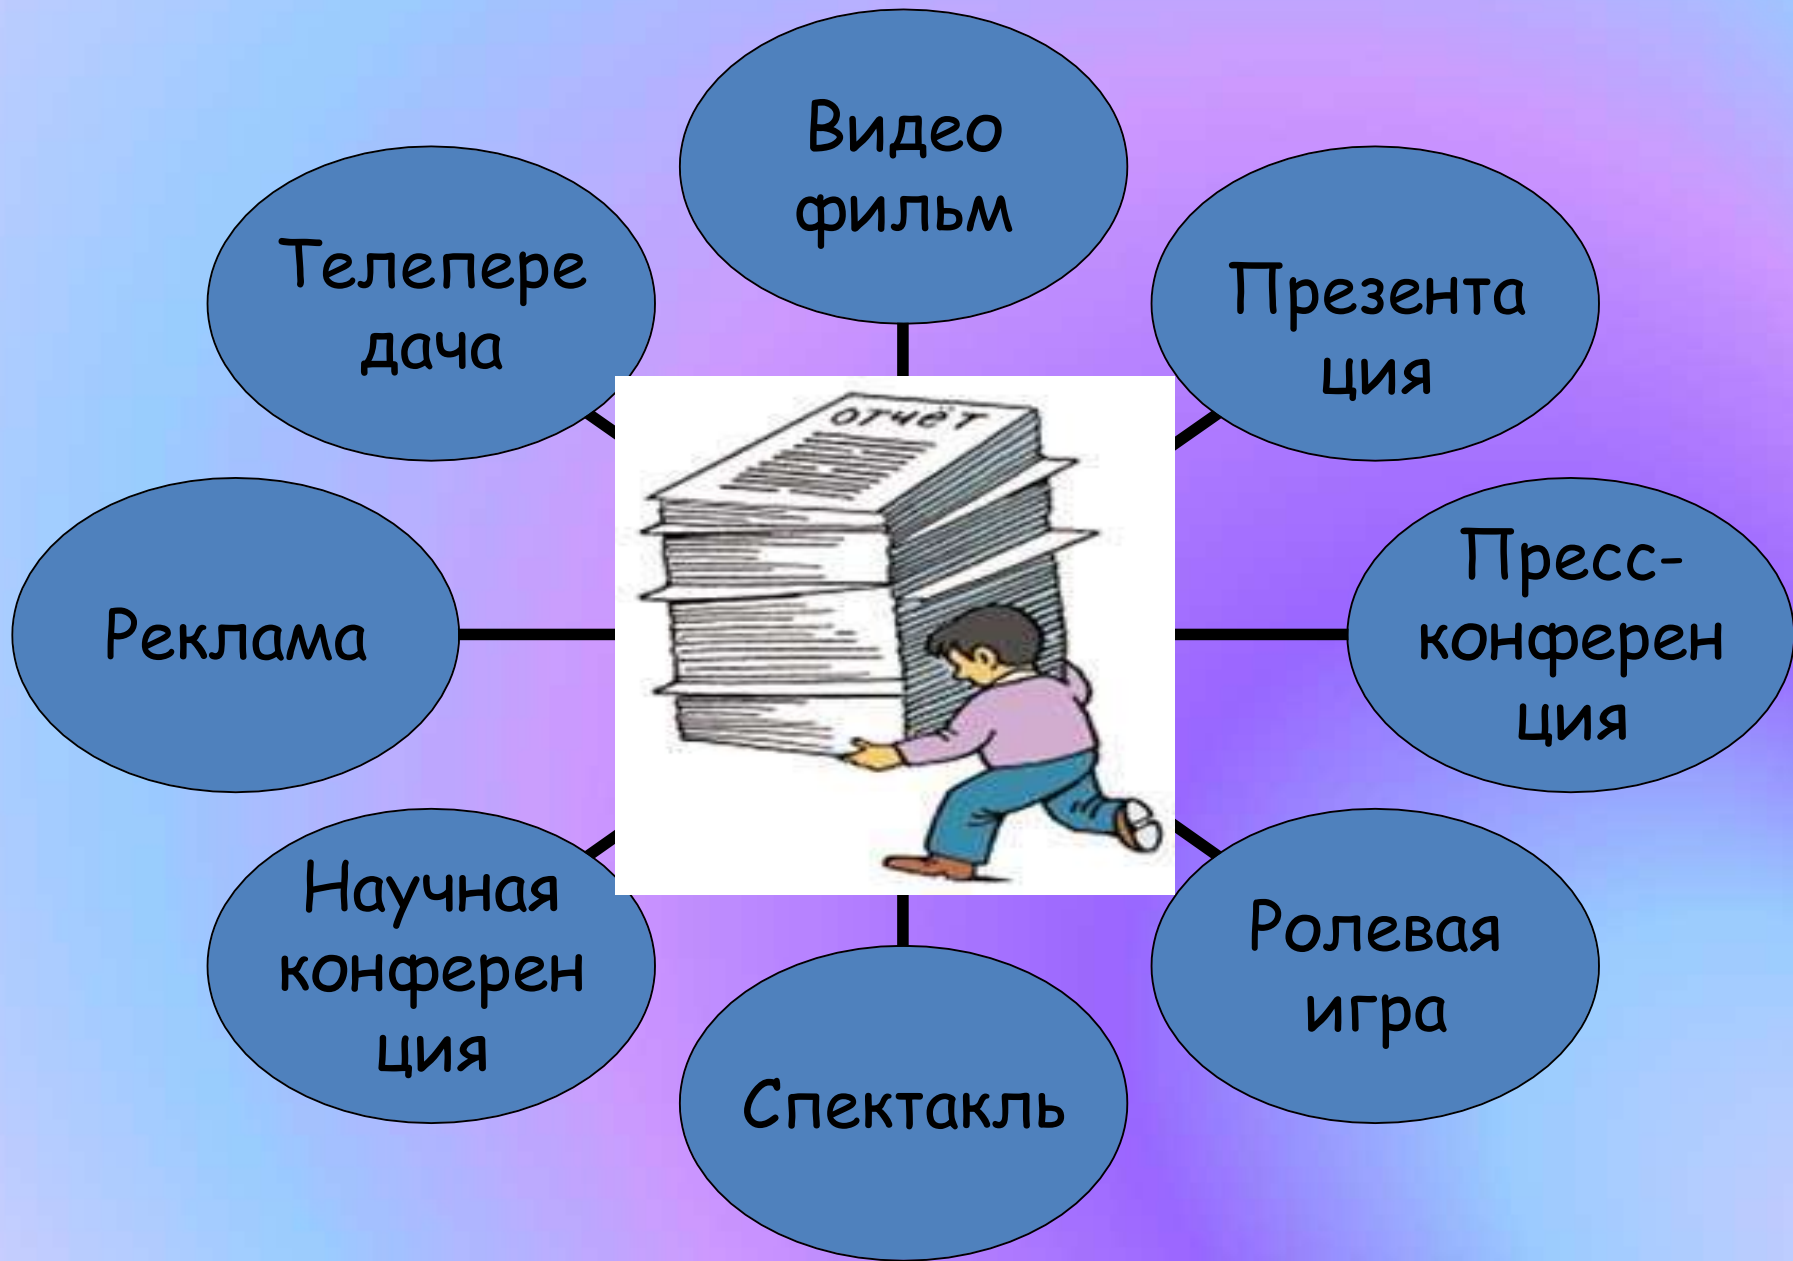 Видео
фильм
Телепере
дача
Презента
ция
отчёт
Реклама
Пресс-
конферен
ция
Научная
конферен
ция
Ролевая
игра
Спектакль